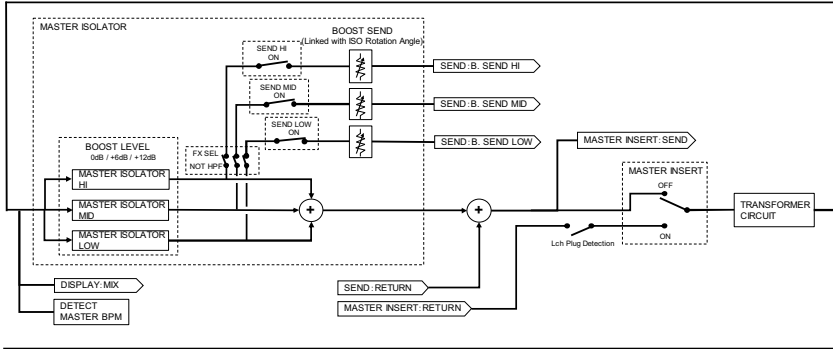 MASTER ISOLATOR
BOOST SEND
(Linked with ISO Rotation Angle)
SEND HI
ON
SEND:B. SEND HI
SEND MID
ON
SEND:B. SEND MID
SEND LOW
ON
SEND:B. SEND LOW
MASTER INSERT:SEND
BOOST LEVEL
0dB / +6dB / +12dB
FX SEL
NOT HPF
MASTER ISOLATOR
HI
MASTER ISOLATOR
MID
MASTER ISOLATOR
LOW
MASTER INSERT
OFF
ON
TRANSFORMER
CIRCUIT
Lch Plug Detection
DISPLAY:MIX
DETECT
MASTER BPM
SEND:RETURN
MASTER INSERT:RETURN